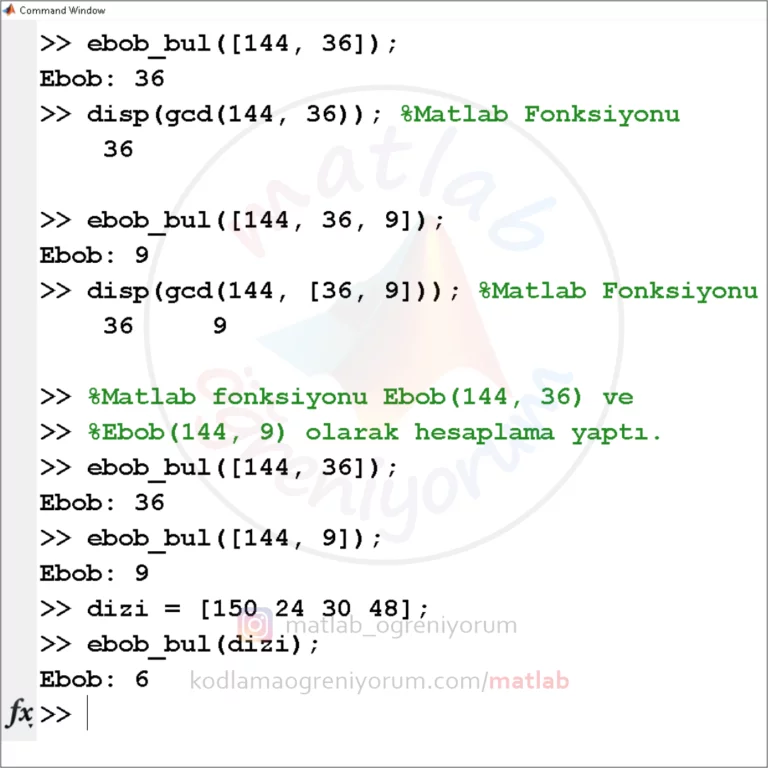 Command Window
>> ebob_bul([144, 36]);
Ebob: 36
>> disp(gcd(144, 36)); %Matlab Fonksiyonu
36
>> ebob_bul([144, 36, 9]);
Ebob: 9
>> disp(gcd(144, [36, 9])); %Matlab Fonksiyonu
36 9
>> %Matlab fonksiyonu Ebob(144, 36) ve
>> %Ebob(144, 9) olarak hesaplama yaptı.
>> ebob_bul([144, 36]);
Ebob: 36
>> ebob_bul([144, 9]);
Ebob: 9
>> dizi = [150 24 30 48];
matlab_ogreniyorum
>> ebob_bul(dizi);
Ebob: 6
kodlamaogreniyorum.com/matlab
fx >>
matlab
öğreniyorum